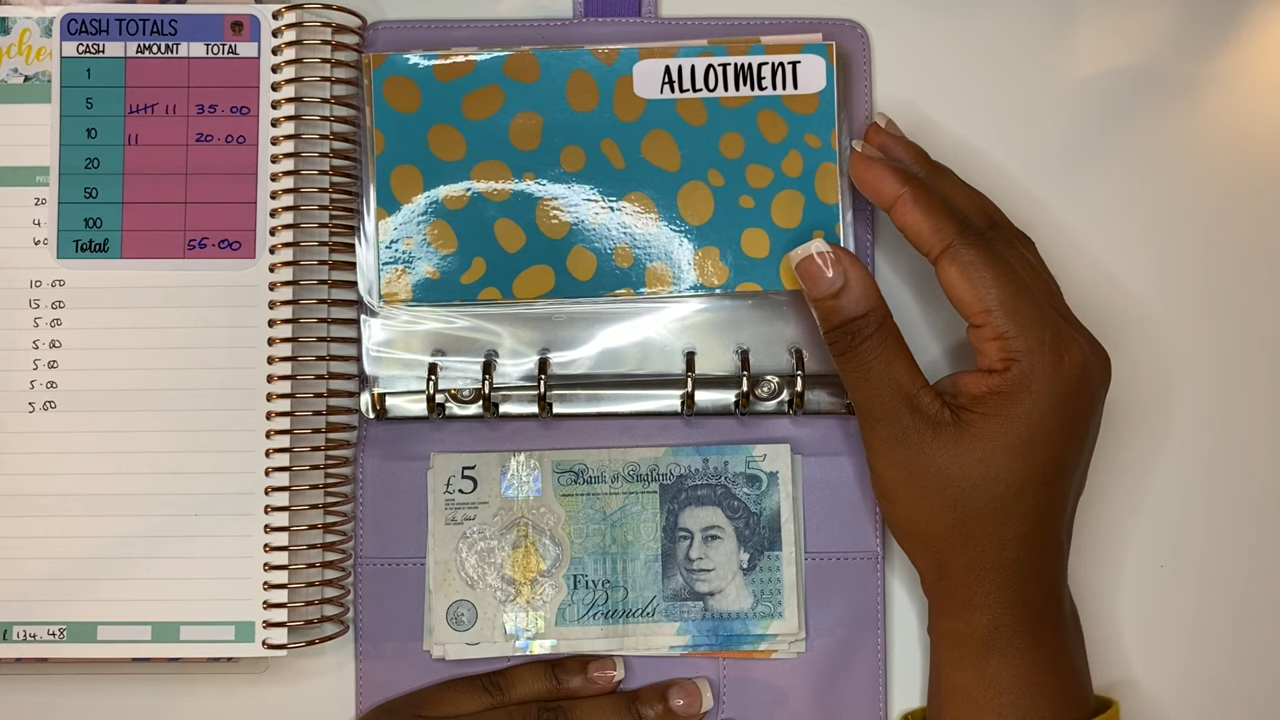 CASH TOTALS
CASH AMOUNT TOTAL
1
5 35.00
10 20.00
20
50
100
Total 55.00
20
4.
60
10.00
15.00
5.00
5.00
5.00
5.00
5.00
£134.48
ALLOTMENT
£5
Bank of England
5
Five
Pounds